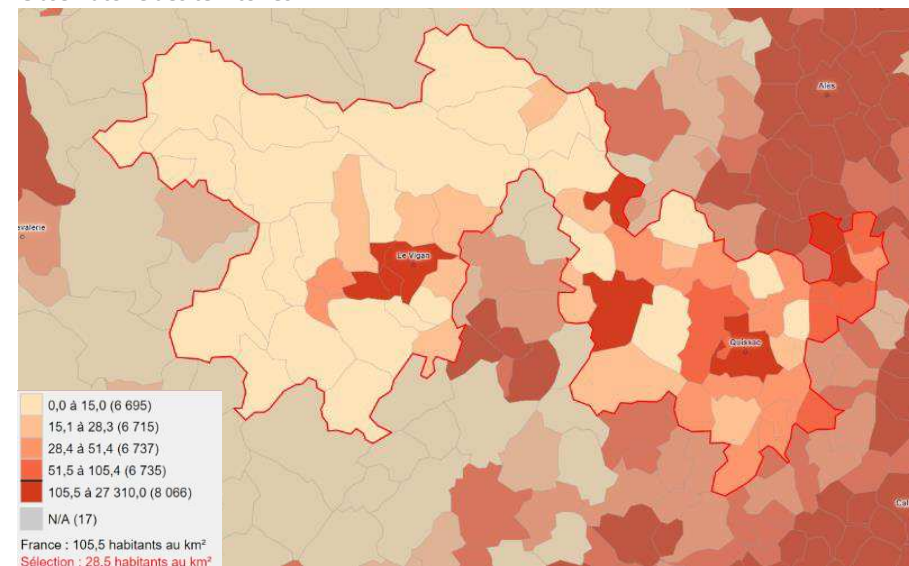 Alès
avalerie
Le Vigan
Quissac
0,0 à 15,0 (6 695)
15,1 à 28,3 (6 715)
28,4 à 51,4 (6 737)
51,5 à 105,4 (6 735)
105,5 à 27 310,0 (8 066)
N/A (17)
France : 105,5 habitants au km²
Sélection : 28,5 habitants au km²